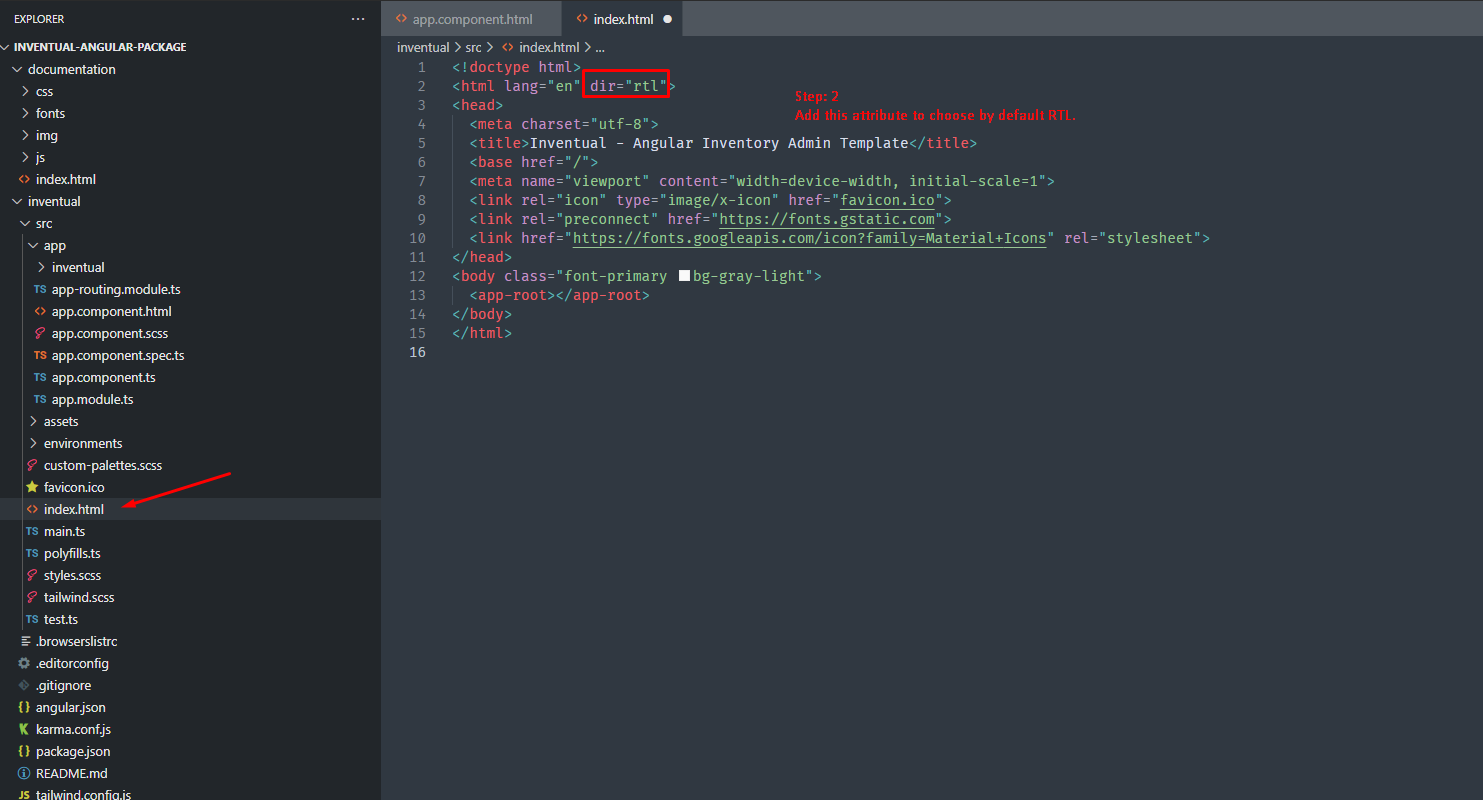 EXPLORER
···
INVENTUAL-ANGULAR-PACKAGE
documentation
css
fonts
img
js
<> index.html
inventual
src
app
inventual
TS app-routing.module.ts
<> app.component.html
app.component.scss
TS app.component.spec.ts
TS app.component.ts
TS app.module.ts
assets
environments
custom-palettes.scss
favicon.ico
<> index.html
TS main.ts
TS polyfills.ts
styles.scss
tailwind.scss
TS test.ts
.browserslistrc
.editorconfig
.gitignore
{} angular.json
karma.conf.js
{} package.json
README.md
JS tailwind.config.js
<> app.component.html
<> index.html ●
inventual > src > <> index.html > ...
1 <!doctype html>
2 <html lang="en" dir="rtl">
3 <head>
4 <meta charset="utf-8">
5 <title>Inventual - Angular Inventory Admin Template</title>
6 <base href="/">
7 <meta name="viewport" content="width=device-width, initial-scale=1">
8 <link rel="icon" type="image/x-icon" href="favicon.ico">
9 <link rel="preconnect" href="https://fonts.gstatic.com">
10 <link href="https://fonts.googleapis.com/icon?family=Material+Icons" rel="stylesheet">
11 </head>
12 <body class="font-primary bg-gray-light">
13 <app-root></app-root>
14 </body>
15 </html>
16
Step: 2
Add this attribute to choose by default RTL.